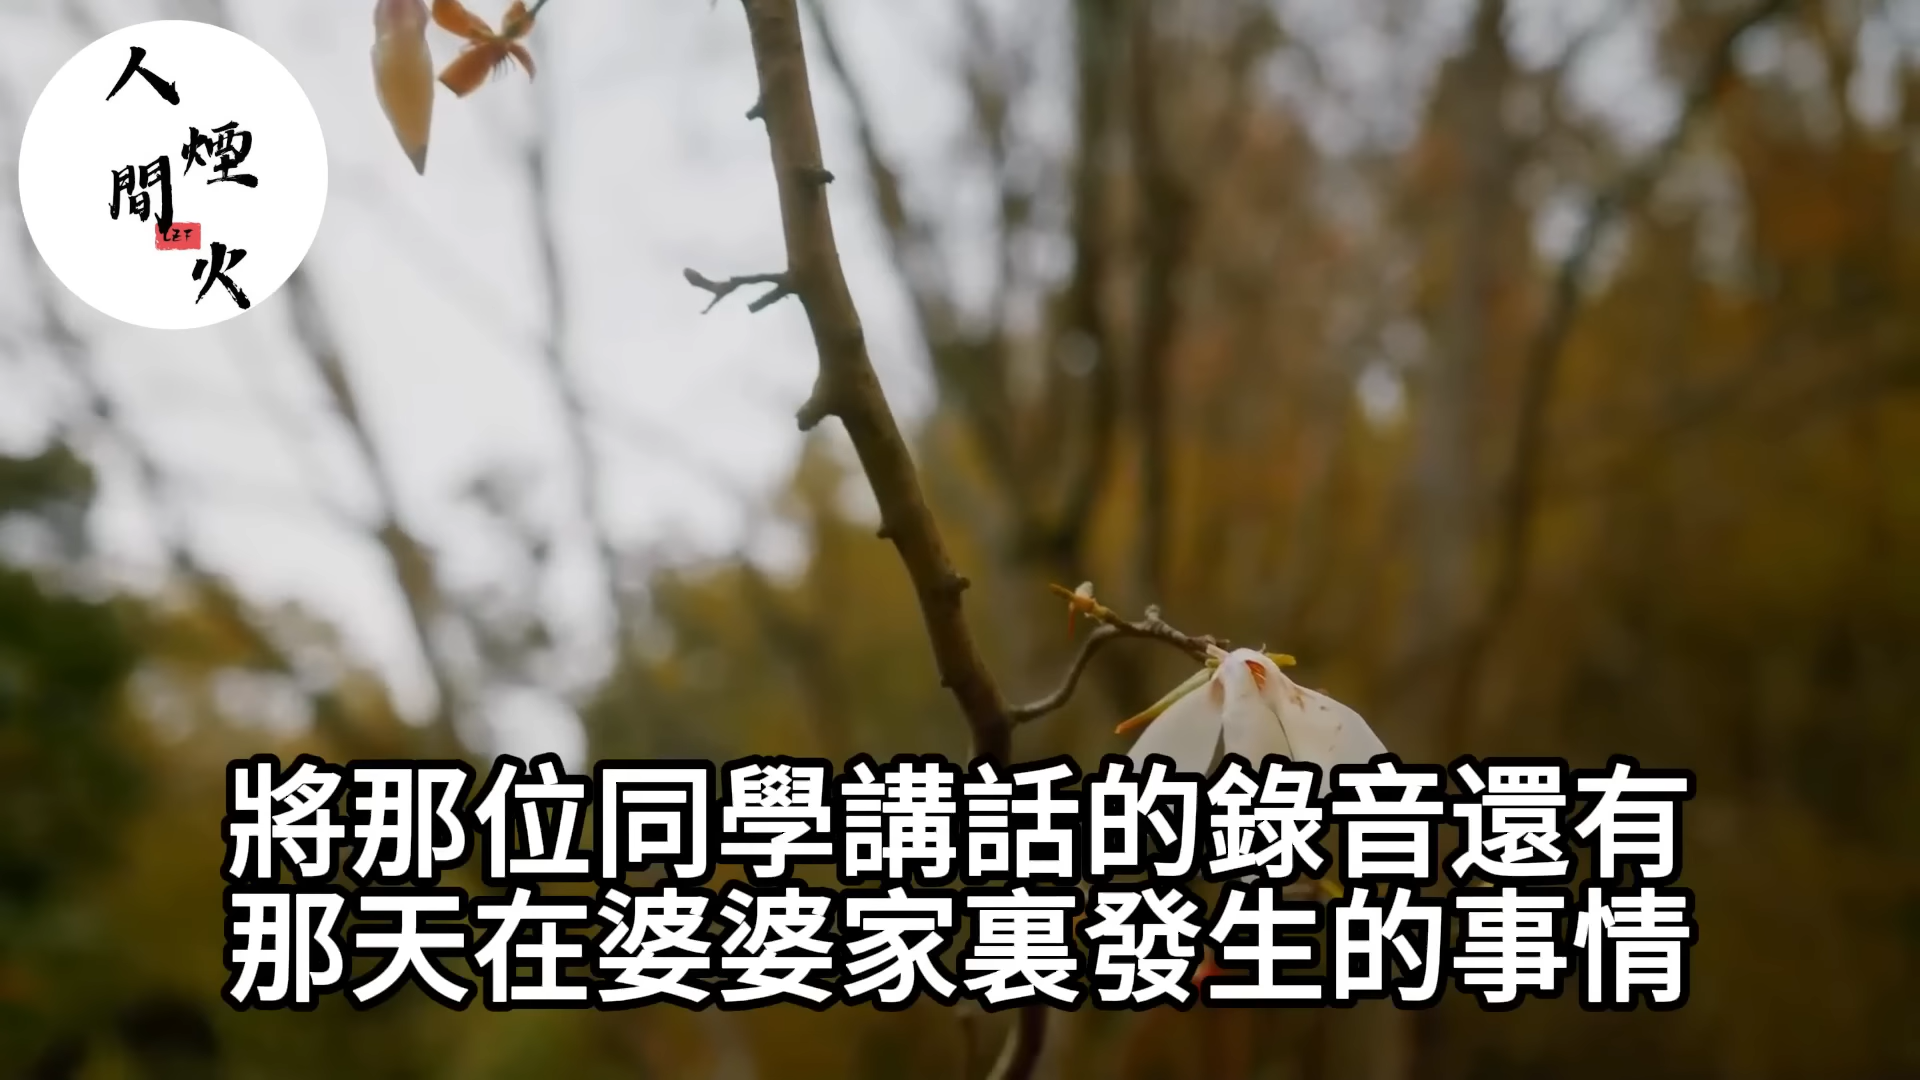 人間煙火
LZF
將那位同學講話的錄音還有
那天在婆婆家裏發生的事情